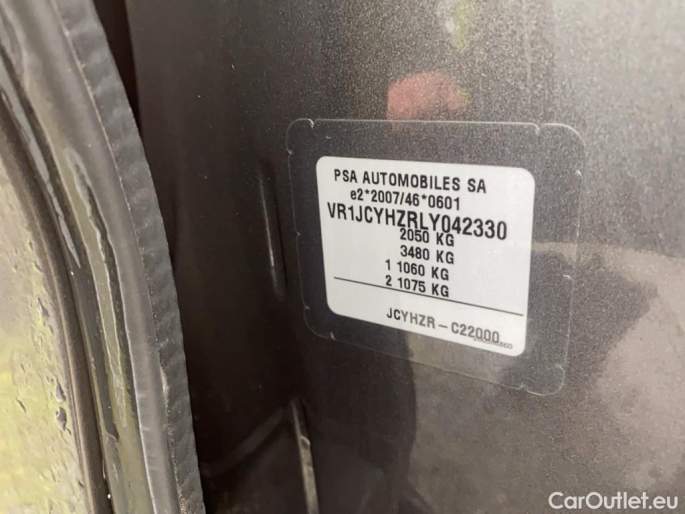 PSA AUTOMOBILES SA
e2*2007/46*0601
VR1JCYHZRLY042330
2050 KG
3480 KG
1 1060 KG
2 1075 KG
JCYHZR - C22000
CarOutlet.eu